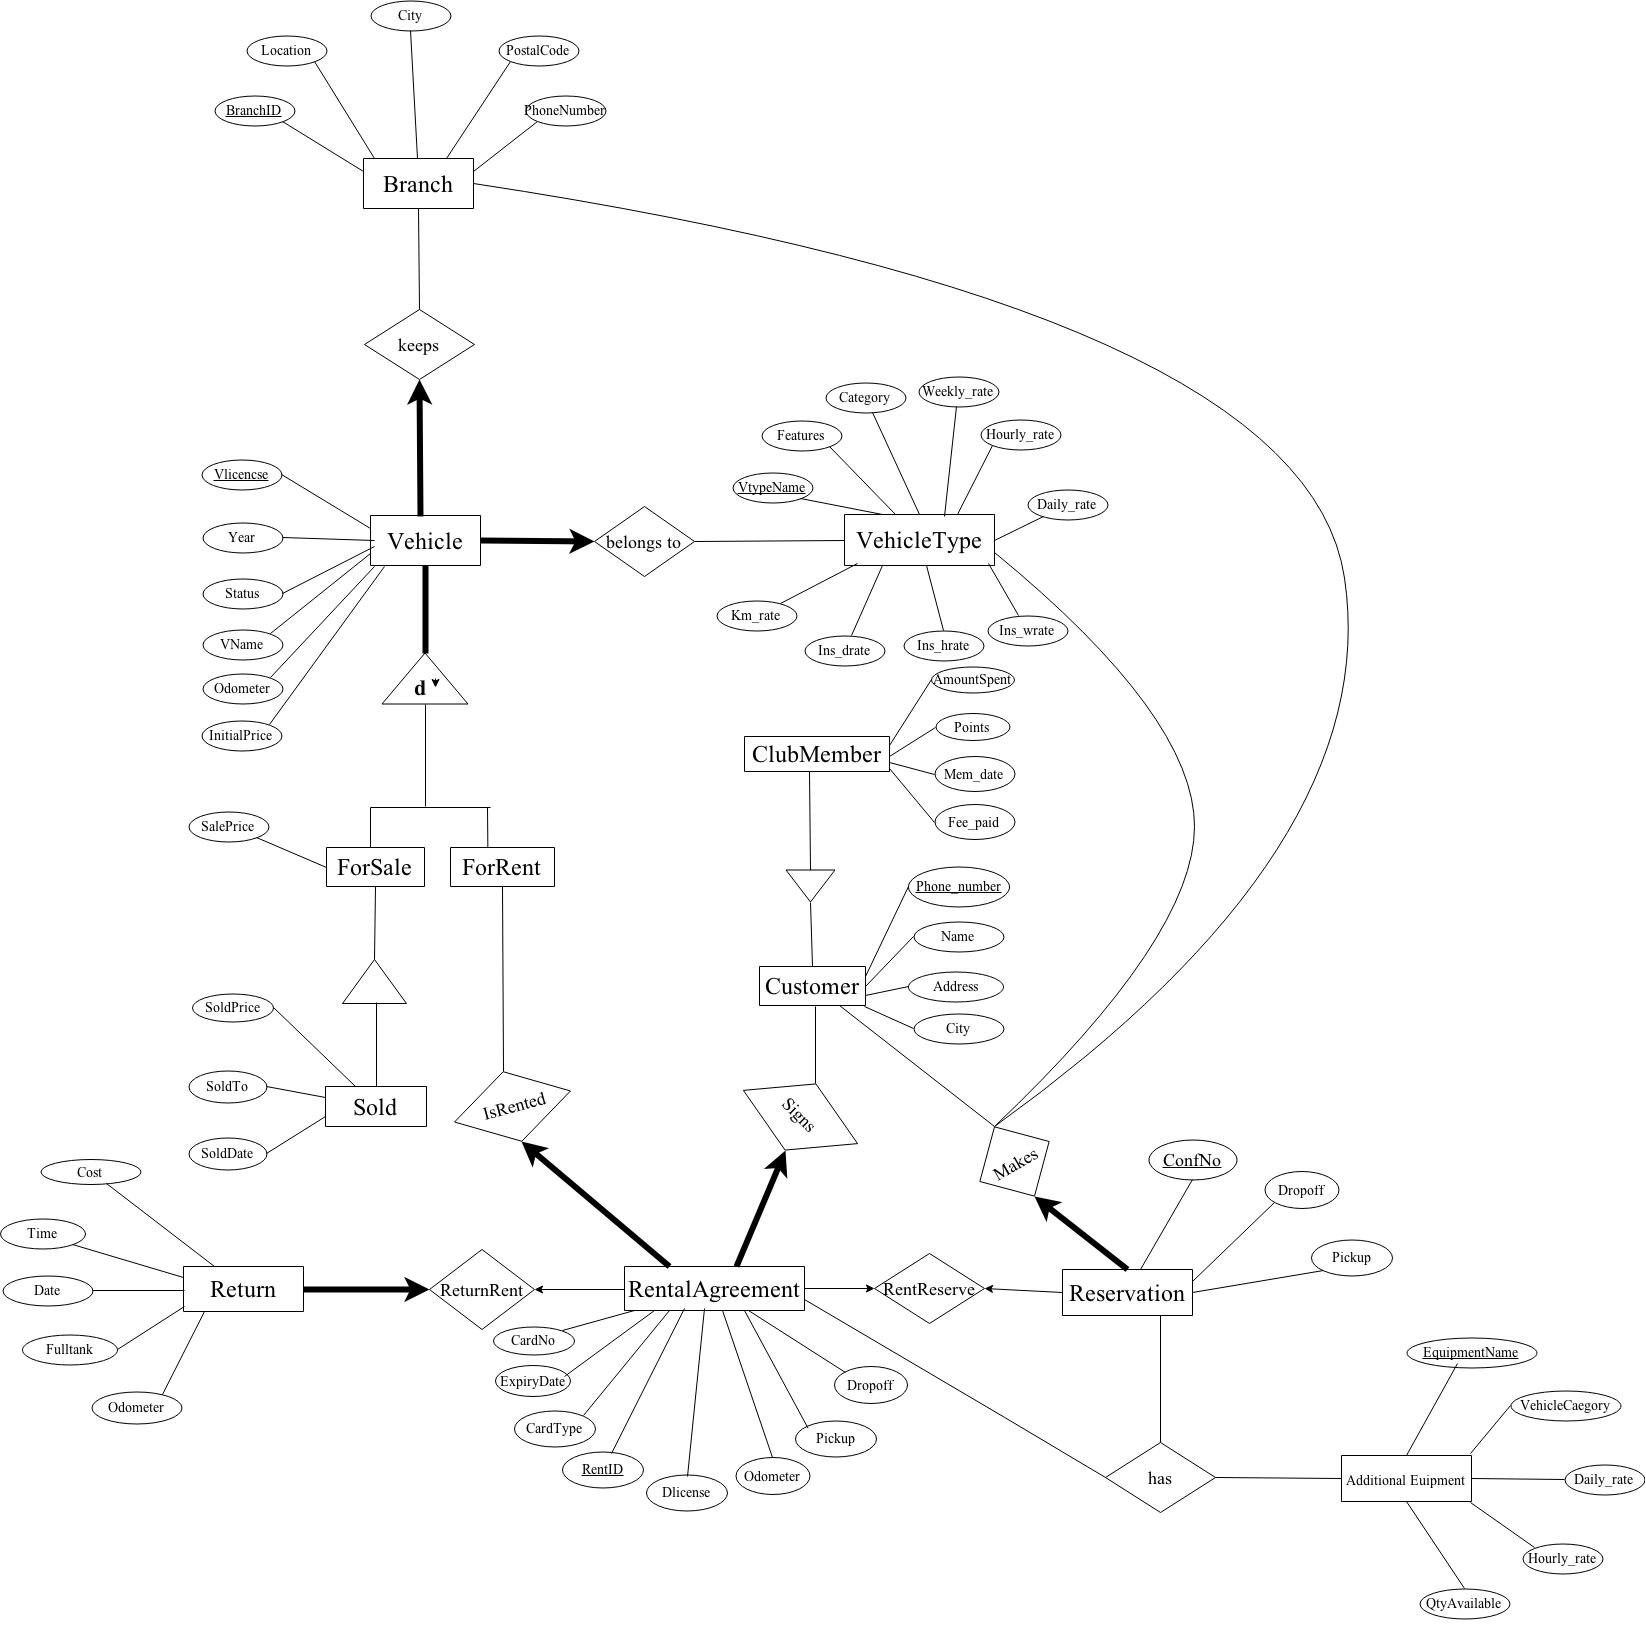 City
Location
PostalCode
BranchID
PhoneNumber
Branch
keeps
Category
Weekly_rate
Features
Hourly_rate
Vlicencse
VtypeName
Daily_rate
Year
Vehicle
belongs to
VehicleType
Status
Km_rate
Ins_wrate
VName
Ins_drate
Ins_hrate
Odometer
d
AmountSpent
InitialPrice
Points
ClubMember
Mem_date
SalePrice
Fee_paid
ForSale
ForRent
Phone_number
Name
Customer
Address
SoldPrice
City
SoldTo
Sold
IsRented
Signs
SoldDate
Cost
Makes
ConfNo
Dropoff
Time
Pickup
Date
Return
ReturnRent
RentalAgreement
RentReserve
Reservation
Fulltank
CardNo
EquipmentName
ExpiryDate
Dropoff
Odometer
CardType
Pickup
VehicleCaegory
RentID
Odometer
has
Additional Euipment
Daily_rate
Dlicense
Hourly_rate
QtyAvailable